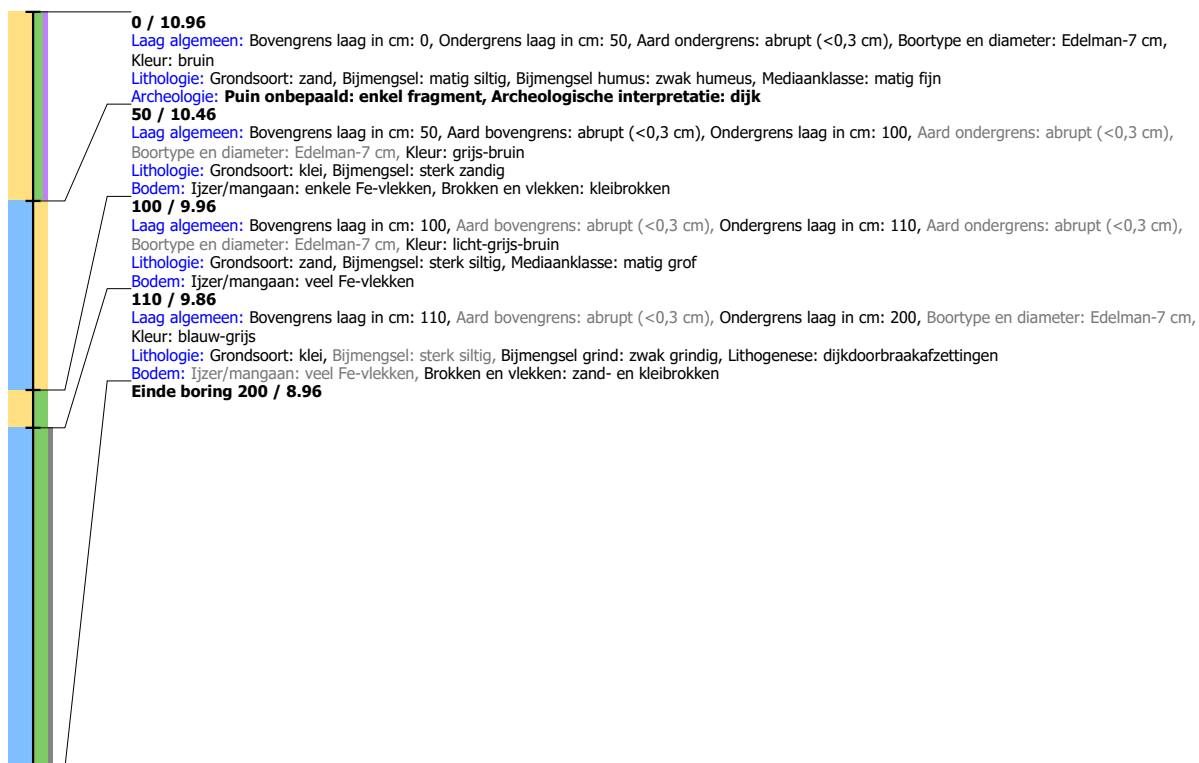 0 / 10.96
Laag algemeen: Bovengrens laag in cm: 0, Ondergrens laag in cm: 50, Aard ondergrens: abrupt (<0,3 cm), Boortype en diameter: Edelman-7 cm,
Kleur: bruin
Lithologie: Grondsoort: zand, Bijmengsel: matig siltig, Bijmengsel humus: zwak humeus, Mediaanklasse: matig fijn
Archeologie: Puin onbepaald: enkel fragment, Archeologische interpretatie: dijk
50 / 10.46
Laag algemeen: Bovengrens laag in cm: 50, Aard bovengrens: abrupt (<0,3 cm), Ondergrens laag in cm: 100, Aard ondergrens: abrupt (<0,3 cm),
Boortype en diameter: Edelman-7 cm, Kleur: grijs-bruin
Lithologie: Grondsoort: klei, Bijmengsel: sterk zandig
Bodem: Ijzer/mangaan: enkele Fe-vlekken, Brokken en vlekken: kleibrokken
100 / 9.96
Laag algemeen: Bovengrens laag in cm: 100, Aard bovengrens: abrupt (<0,3 cm), Ondergrens laag in cm: 110, Aard ondergrens: abrupt (<0,3 cm),
Boortype en diameter: Edelman-7 cm, Kleur: licht-grijs-bruin
Lithologie: Grondsoort: zand, Bijmengsel: sterk siltig, Mediaanklasse: matig grof
Bodem: Ijzer/mangaan: veel Fe-vlekken
110 / 9.86
Laag algemeen: Bovengrens laag in cm: 110, Aard bovengrens: abrupt (<0,3 cm), Ondergrens laag in cm: 200, Boortype en diameter: Edelman-7 cm,
Kleur: blauw-grijs
Lithologie: Grondsoort: klei, Bijmengsel: sterk siltig, Bijmengsel grind: zwak grindig, Lithogenese: dijkdoorbraakafzettingen
Bodem: Ijzer/mangaan: veel Fe-vlekken, Brokken en vlekken: zand- en kleibrokken
Einde boring 200 / 8.96